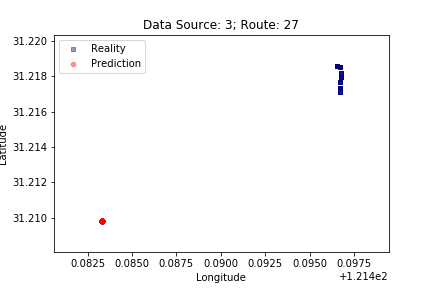 Data Source: 3; Route: 27
31.220
31.218
31.216
31.214
31.212
31.210
Latitude
Reality
Prediction
0.0825 0.0850 0.0875 0.0900 0.0925 0.0950 0.0975
Longitude
+1.214e2